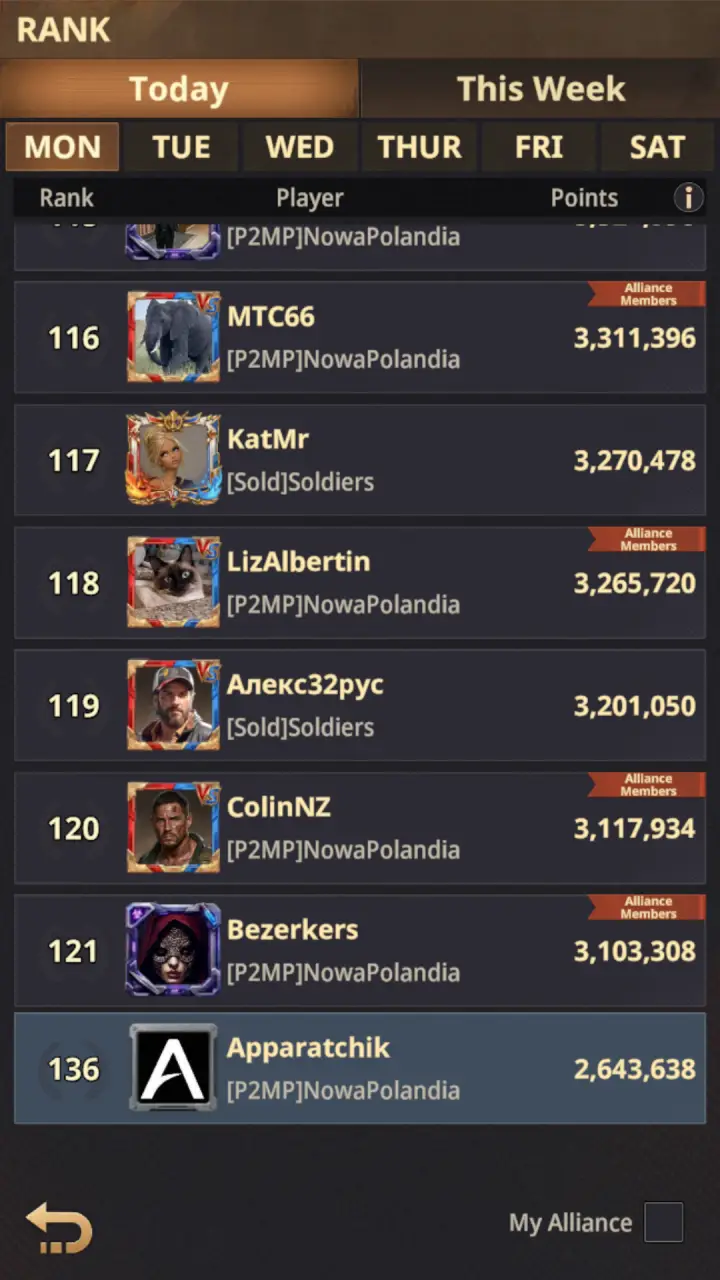 RANK
Today
This Week
MON
TUE
WED
THUR
FRI
SAT
Rank
Player
Points
[P2MP]NowaPolandia
Alliance
Members
116
MTC66
[P2MP]NowaPolandia
3,311,396
117
KatMr
[Sold]Soldiers
3,270,478
Alliance
Members
118
LizAlbertin
[P2MP]NowaPolandia
3,265,720
119
Алекс32рус
[Sold]Soldiers
3,201,050
Alliance
Members
120
ColinNZ
[P2MP]NowaPolandia
3,117,934
Alliance
Members
121
Bezerkers
[P2MP]NowaPolandia
3,103,308
136
Apparatchik
[P2MP]NowaPolandia
2,643,638
My Alliance